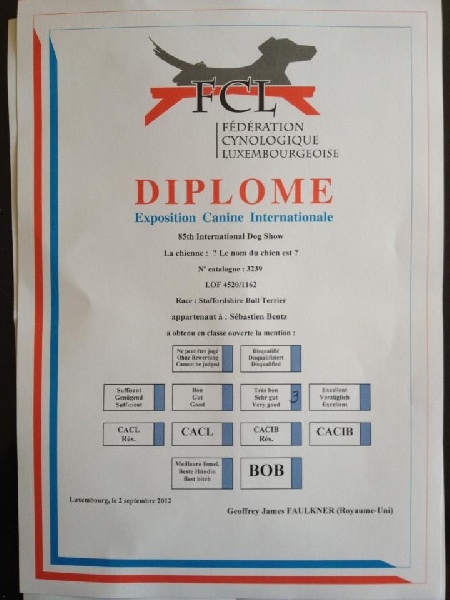 FCL
FÉDÉRATION
CYNOLOGIQUE
LUXEMBOURGEOISE
DIPLOME
Exposition Canine Internationale
85th International Dog Show
La chienne : ? Le nom du chien est ?
N° catalogue : 3239
LOF 4520/1162
Race : Staffordshire Bull Terrier
appartenant à : Sébastien Bentz
a obtenu en classe ouverte la mention :
Ne peut être jugé Disqualifié
Ohne Bewertung Disqualifiziert
Cannot be judged Disqualified
Suffisant Bon Très bon Excellent
Genügend Gut Sehr gut 3 Vorzüglich
Sufficient Good Very good Excellent
CACL Rés. CACL CACIB Rés. CACIB
Meilleure femel. BOB
Beste Hündin
Best bitch
Luxembourg, le 2 septembre 2012
Geoffrey James FAULKNER (Royaume-Uni)